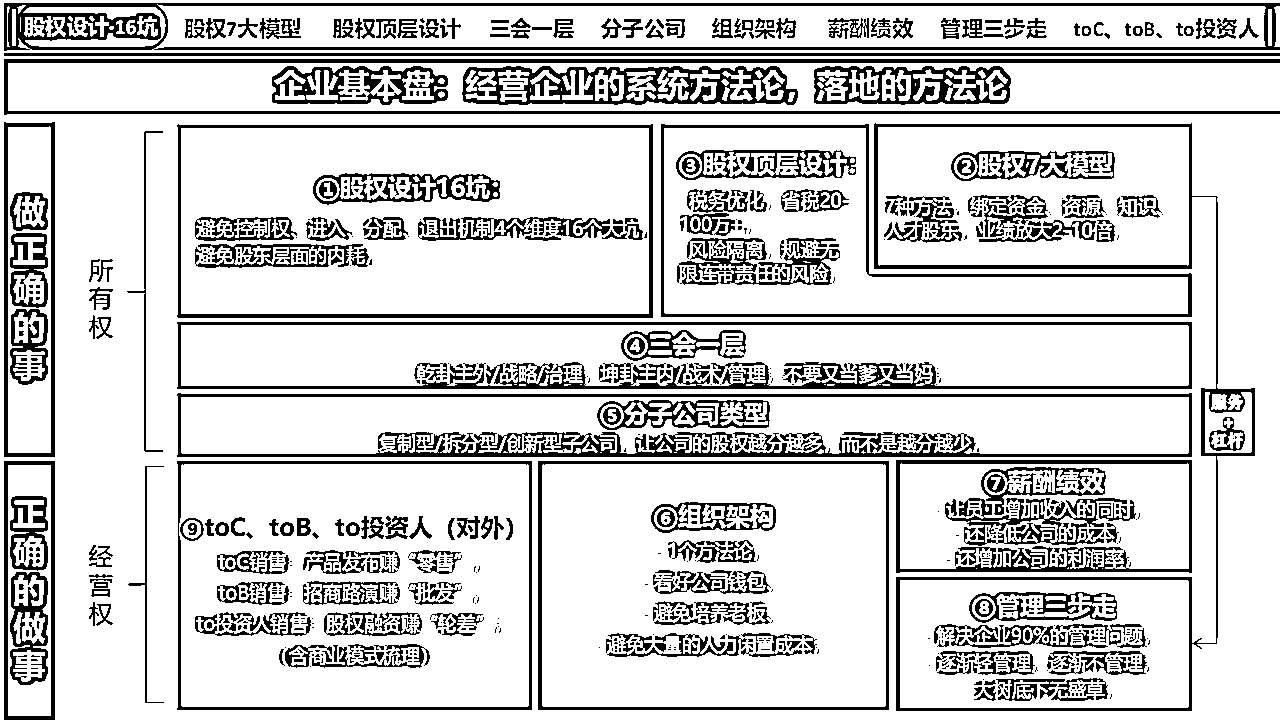 股权设计·16坑 股权7大模型 股权顶层设计 三会一层 分子公司 组织架构 薪酬绩效 管理三步走 toC、toB、to投资人
企业基本盘：经营企业的系统方法论，落地的方法论
做正确的事
所有权
①股权设计16坑：
避免控制权、进入、分配、退出机制4个维度16个大坑，
避免股东层面的内耗。
③股权顶层设计：
税务优化，省税20-
100万+，
风险隔离，规避无
限连带责任的风险。
②股权7大模型
7种方法，绑定资金、资源、知识、
人才股东，业绩放大2-10倍。
④三会一层
乾卦主外/战略/治理，坤卦主内/战术/管理，不要又当爹又当妈。
⑤分子公司类型
复制型/拆分型/创新型子公司，让公司的股权越分越多，而不是越分越少。
服务
+
杠杆
正确的做事
经营权
⑨toC、toB、to投资人（对外）
toC销售：产品发布赚“零售”。
toB销售：招商路演赚“批发”。
to投资人销售：股权融资赚“轮差”。
（含商业模式梳理）
⑥组织架构
·1个方法论，
·看好公司钱包，
·避免培养老板，
·避免大量的人力闲置成本。
⑦薪酬绩效
·让员工增加收入的同时，
·还降低公司的成本，
·还增加公司的利润率。
⑧管理三步走
·解决企业90%的管理问题，
·逐渐轻管理，逐渐不管理，
·大树底下无盛草。